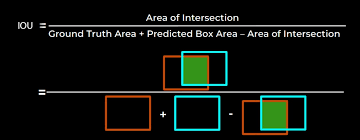 Area of Intersection
IOU =
Ground Truth Area + Predicted Box Area – Area of Intersection
=
+ -